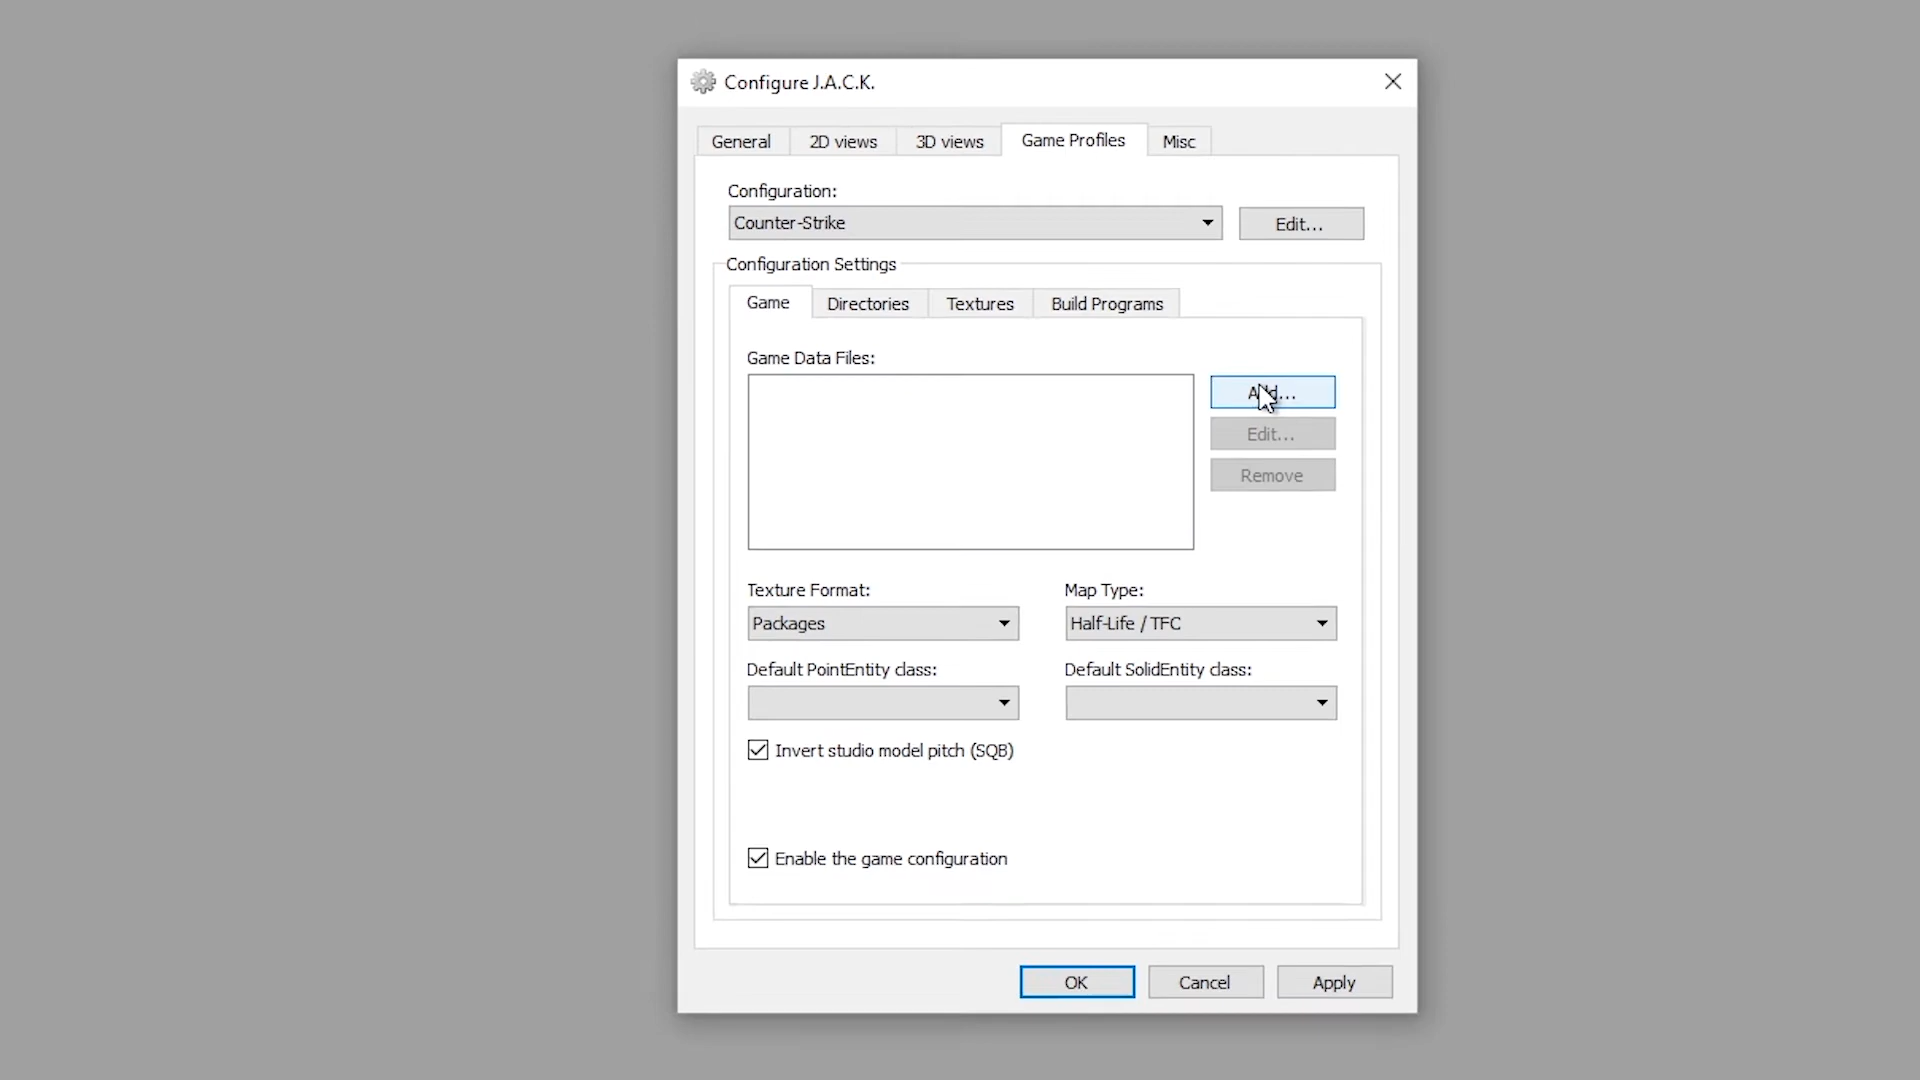 Configure J.A.C.K.
General
2D views
3D views
Game Profiles
Misc
Configuration:
Counter-Strike
Edit...
Configuration Settings
Game
Directories
Textures
Build Programs
Game Data Files:
Add...
Edit...
Remove
Texture Format:
Map Type:
Packages
Half-Life / TFC
Default PointEntity class:
Default SolidEntity class:
Invert studio model pitch (SQB)
Enable the game configuration
OK
Cancel
Apply